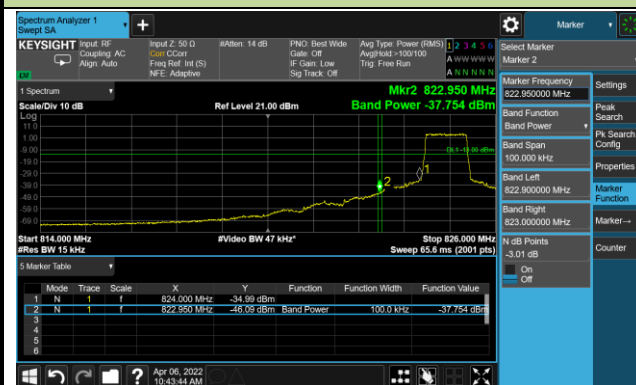 Spectrum Analyzer 1
Swept SA
+
Marker
KEYSIGHT
Input: RF
Coupling: AC
Align: Auto
Input Z: 50 Ω
Corr CCorr
Freq Ref: Int (S)
NFE: Adaptive
#Atten: 14 dB
PNO: Best Wide
Gate: Off
IF Gain: Low
Sig Track: Off
Avg Type: Power (RMS)
Avg|Hold:>100/100
Trig: Free Run
1 2 3 4 5 6
A W W W W W
A N N N N N
1 Spectrum
Scale/Div 10 dB
Ref Level 21.00 dBm
Mkr2 822.950 MHz
Band Power -37.754 dBm
Log
11.0
1.00
-9.00
-19.0
-29.0
-39.0
-49.0
-59.0
-69.0
DL1 -13.00 dBm
1
2
Start 814.000 MHz
#Res BW 15 kHz
#Video BW 47 kHz*
Stop 826.000 MHz
Sweep 65.6 ms (2001 pts)
5 Marker Table
Mode Trace Scale X Y Function Function Width Function Value
1 N 1 f 824.000 MHz -34.99 dBm
2 N 1 f 822.950 MHz -46.09 dBm Band Power 100.0 kHz -37.754 dBm
3
4
5
6
Select Marker
Marker 2
Marker Frequency
822.950000 MHz
Band Function
Band Power
Band Span
100.000 kHz
Band Left
822.900000 MHz
Band Right
823.000000 MHz
N dB Points
-3.01 dB
On
Off
Settings
Peak
Search
Pk Search
Config
Properties
Marker
Function
Marker→
Counter
?
Apr 06, 2022
10:43:44 AM